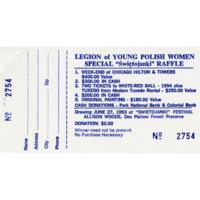 LEGION of YOUNG POLISH WOMEN
SPECIAL "Swiętojanki" RAFFLE
1. WEEK-END at CHICAGO HILTON & TOWERS
$400.00 Value
2. $300.00 IN CASH
3. TWO TICKETS to WHITE-RED BALL - 1994 plus
TUXEDO from Modern Tuxedo Rental - $250.00 Value
4. $200.00 IN CASH
5. ORIGINAL PAINTING - $180.00 Value
CASH DONATIONS - Park National Bank & Colonial Bank
Drawing JUNE 27, 1993 at "SWIETOJANKI" FESTIVAL
ALLISON WOODS, Des Plaines Forest Preserve
DONATION: $2.00
Winner need not be present
No Purchase Necessary
No 2754
No 2754
Name
Address
City
Zip
Phone